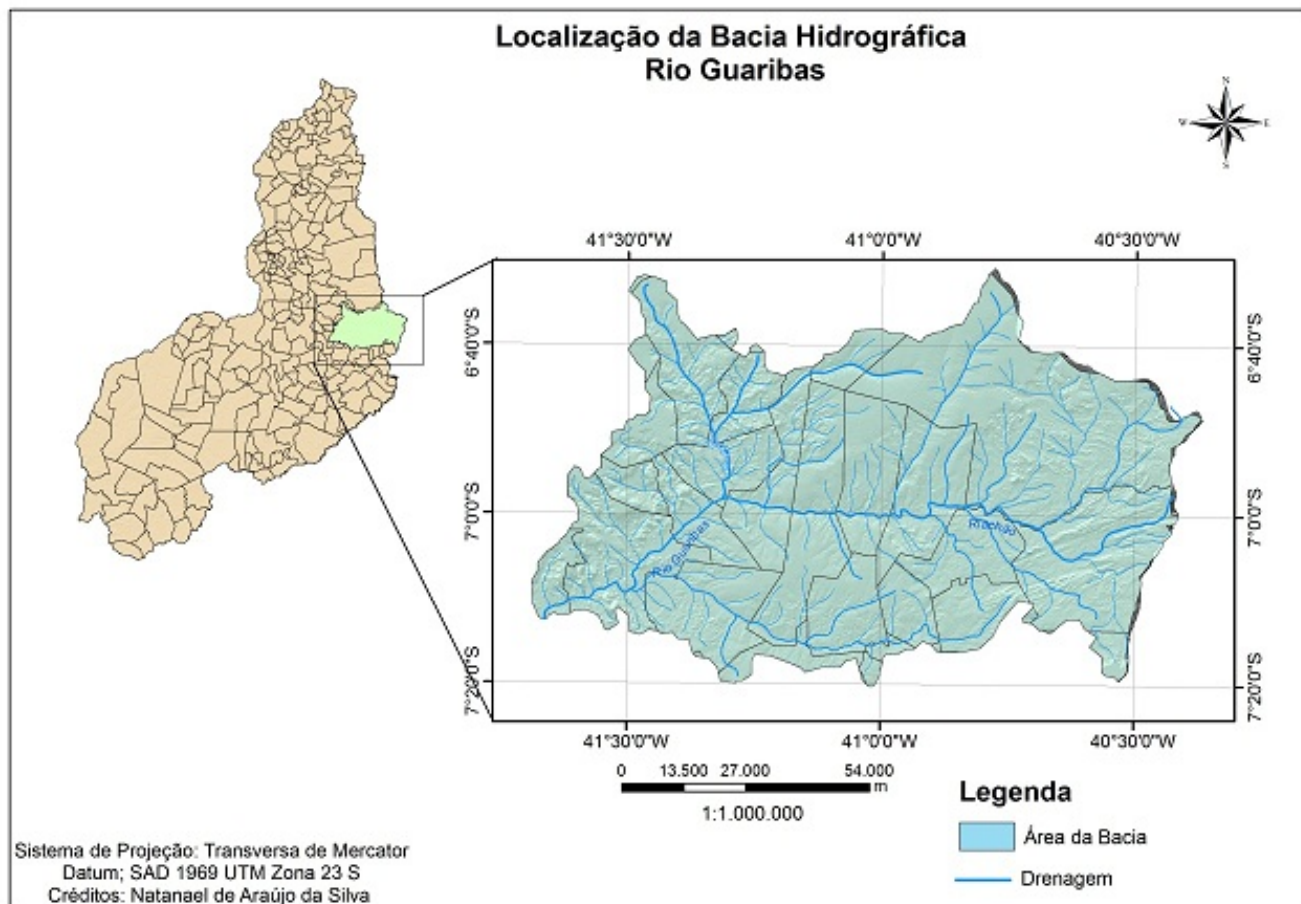 Localização da Bacia Hidrográfica
Rio Guaribas
N
W E
S
41°30'0"W 41°0'0"W 40°30'0"W
6°40'0"S 6°40'0"S
7°0'0"S 7°0'0"S
7°20'0"S 7°20'0"S
Rio Guaribas
Riachão
41°30'0"W 41°0'0"W 40°30'0"W
0 13.500 27.000 54.000
m
1:1.000.000
Legenda
Área da Bacia
Drenagem
Sistema de Projeção: Transversa de Mercator
Datum; SAD 1969 UTM Zona 23 S
Créditos: Natanael de Araújo da Silva